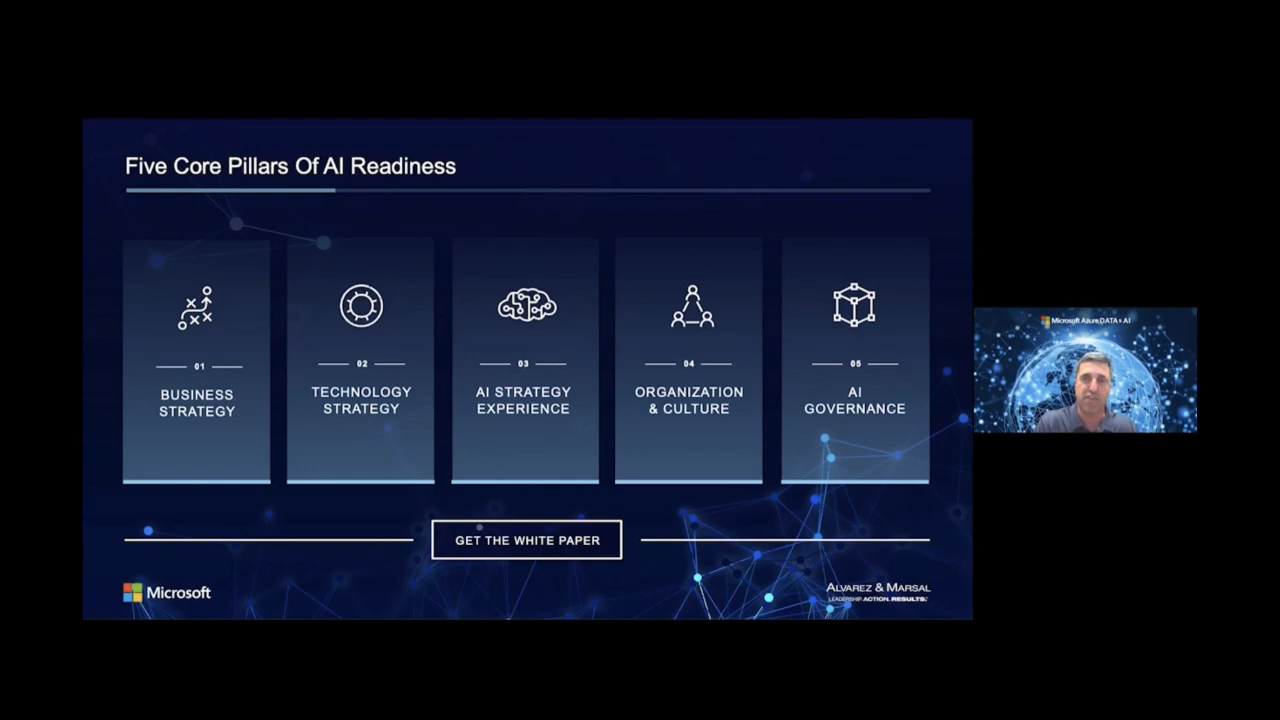 Five Core Pillars Of AI Readiness
01
BUSINESS
STRATEGY
02
TECHNOLOGY
STRATEGY
03
AI STRATEGY
EXPERIENCE
04
ORGANIZATION
& CULTURE
05
AI
GOVERNANCE
GET THE WHITE PAPER
Microsoft
ALVAREZ & MARSAL
LEADERSHIP. ACTION. RESULTS.™
Microsoft Azure DATA & AI